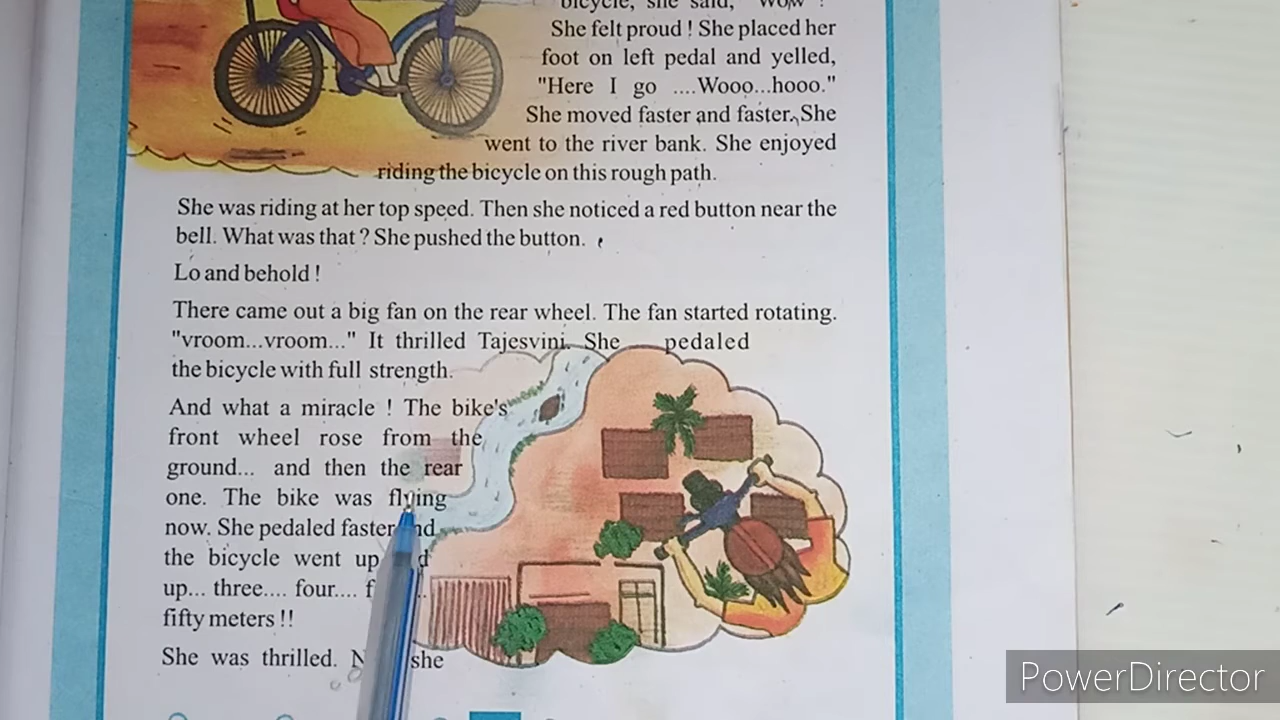 bicycle, she said, "Wow !
She felt proud ! She placed her
foot on left pedal and yelled,
"Here I go ....Wooo...hooo."
She moved faster and faster. She
went to the river bank. She enjoyed
riding the bicycle on this rough path.
She was riding at her top speed. Then she noticed a red button near the
bell. What was that ? She pushed the button.
Lo and behold !
There came out a big fan on the rear wheel. The fan started rotating.
"vroom...vroom..." It thrilled Tajesvini. She pedaled
the bicycle with full strength.
And what a miracle ! The bike's
front wheel rose from the
ground... and then the rear
one. The bike was flying
now. She pedaled faster
the bicycle went up
up... three.... four....
fifty meters !!
She was thrilled. she
PowerDirector